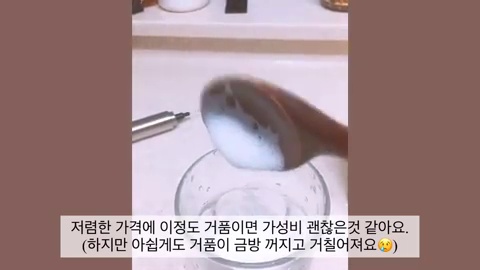 저렴한 가격에 이정도 거품이면 가성비 괜찮은것 같아요.
(하지만 아쉽게도 거품이 금방 꺼지고 거칠어져요😢)